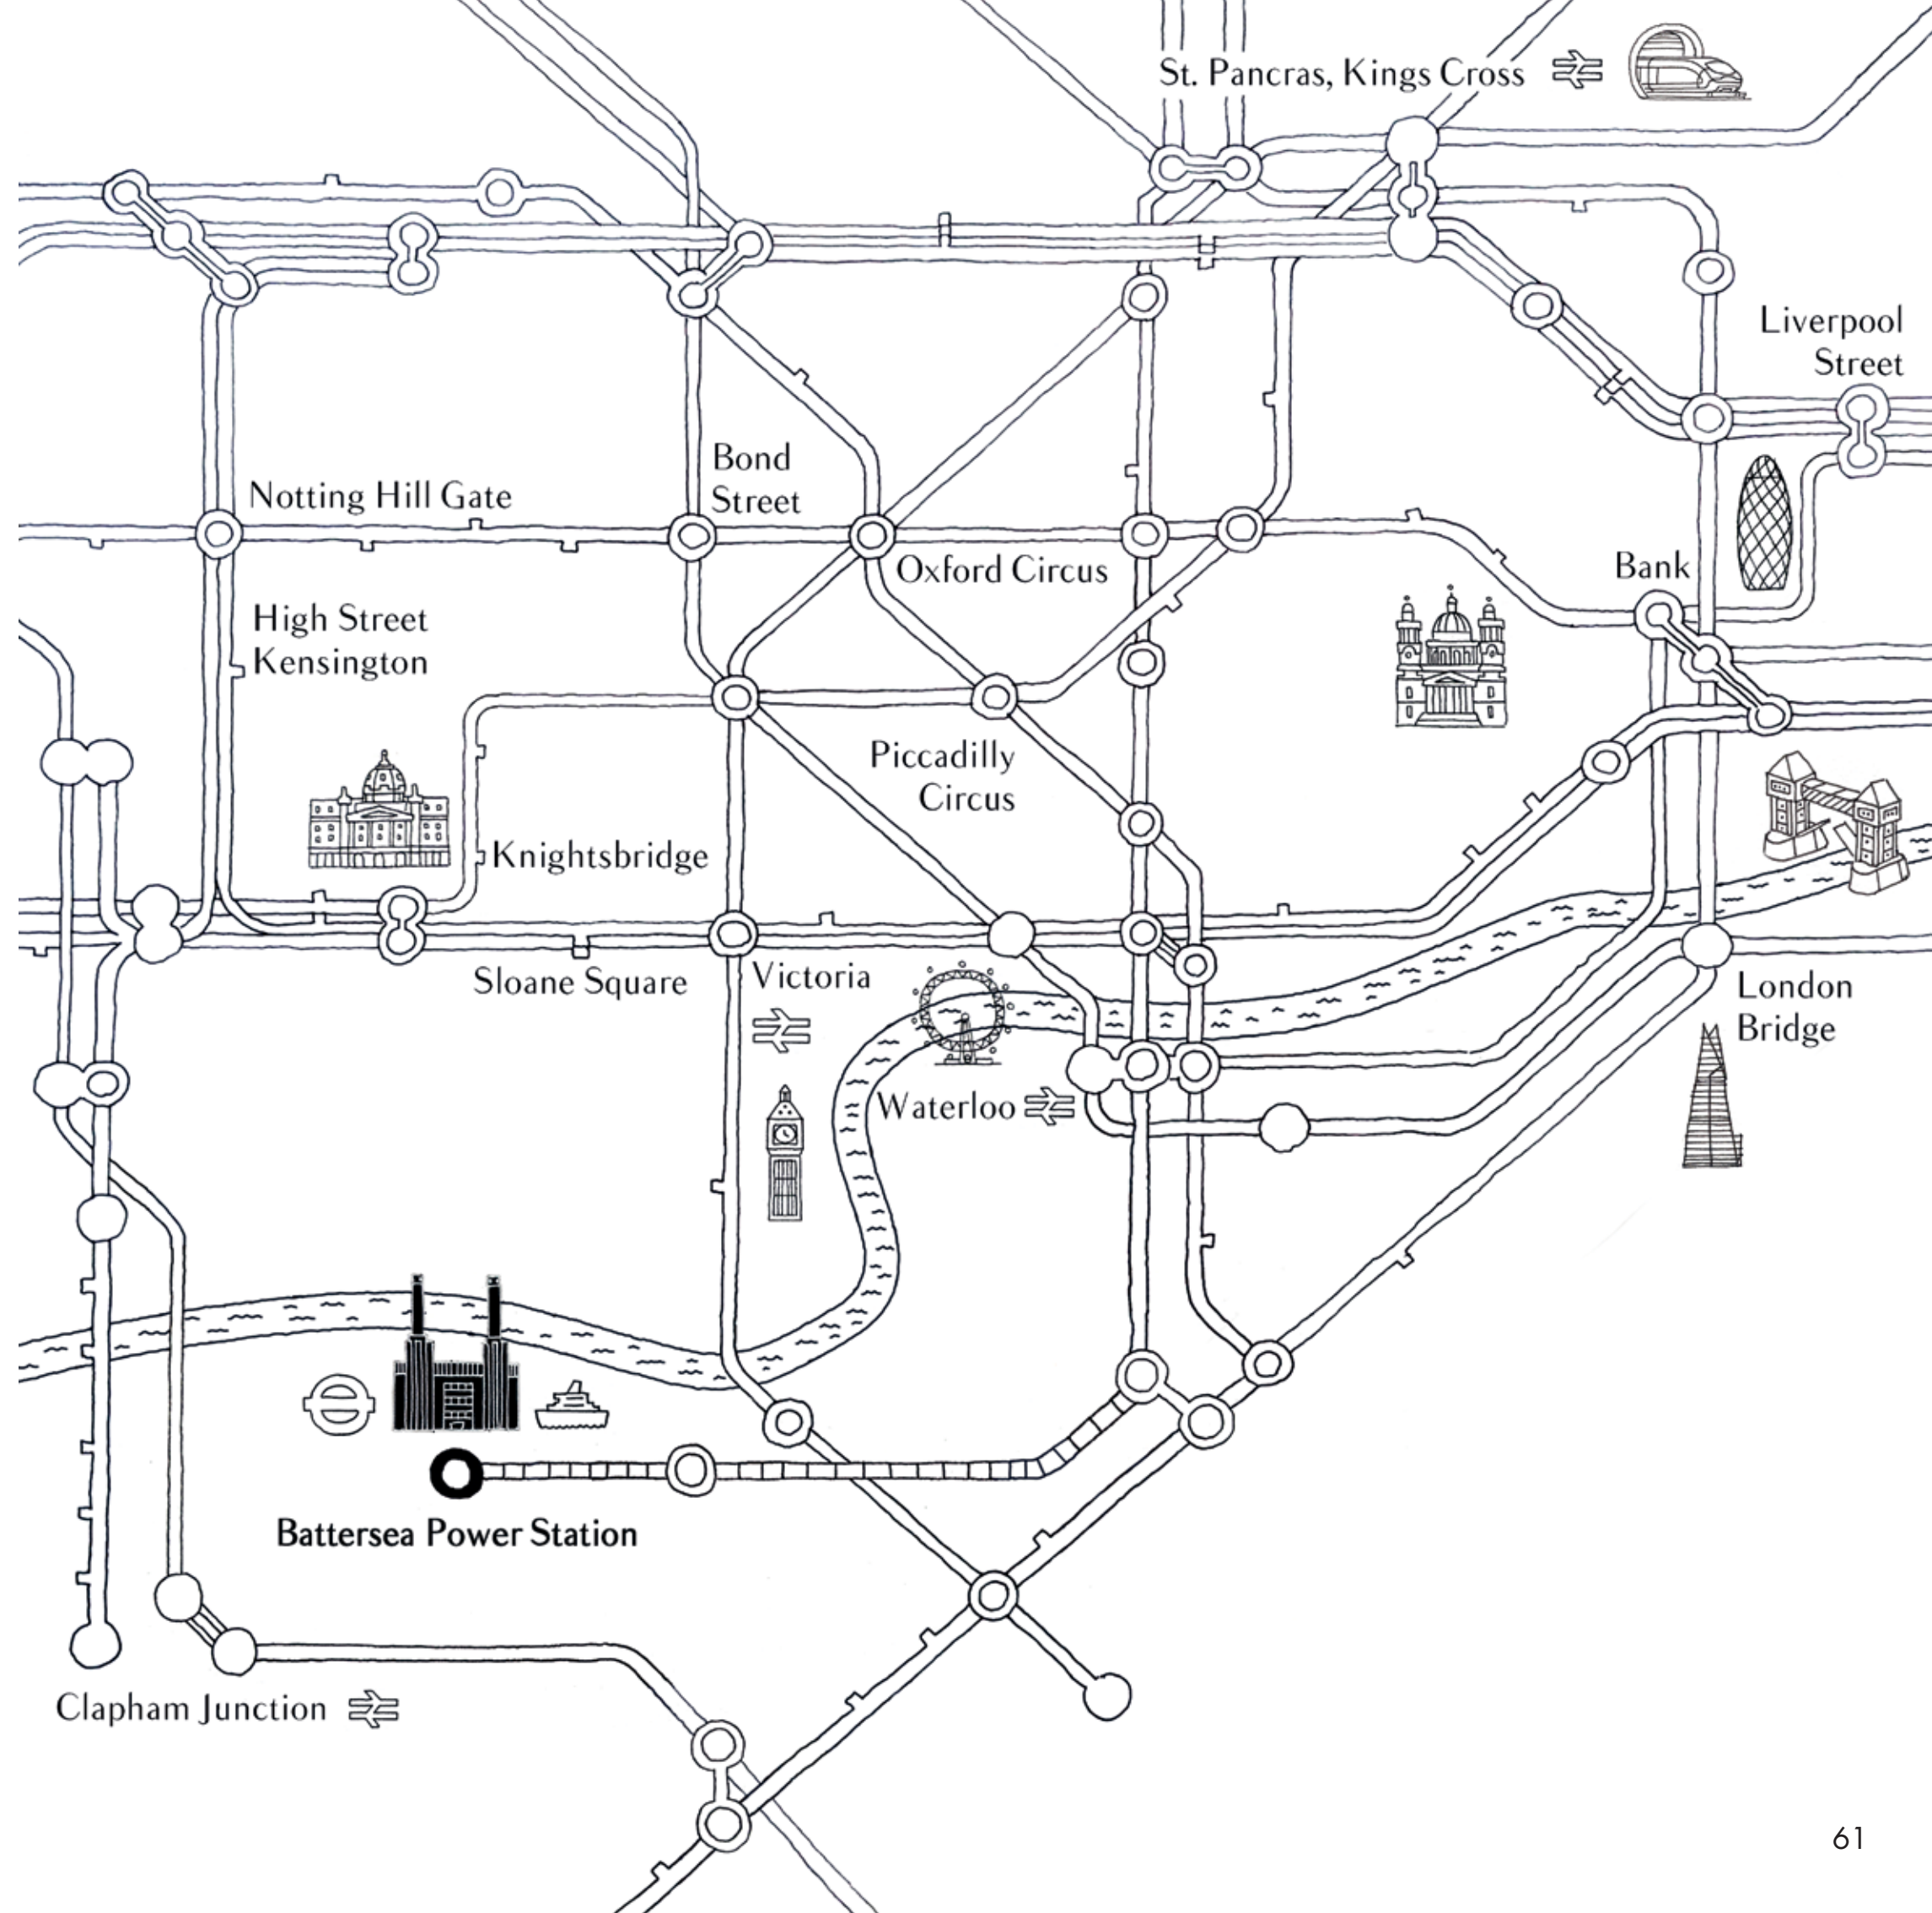 St. Pancras, Kings Cross
Liverpool
Street
Bond
Street
Notting Hill Gate
Oxford Circus
Bank
High Street
Kensington
Piccadilly
Circus
Knightsbridge
Sloane Square
Victoria
London
Bridge
Waterloo
Battersea Power Station
Clapham Junction
61